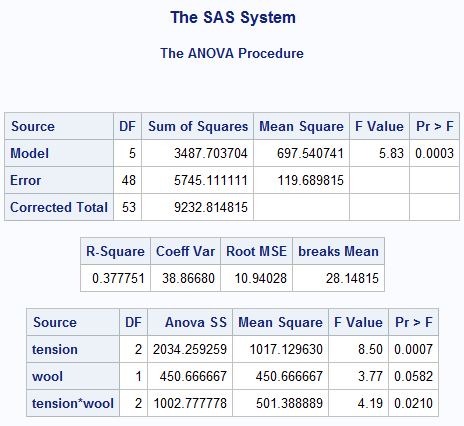 The SAS System
The ANOVA Procedure
Source DF Sum of Squares Mean Square F Value Pr > F
Model 5 3487.703704 697.540741 5.83 0.0003
Error 48 5745.111111 119.689815
Corrected Total 53 9232.814815
R-Square Coeff Var Root MSE breaks Mean
0.377751 38.86680 10.94028 28.14815
Source DF Anova SS Mean Square F Value Pr > F
tension 2 2034.259259 1017.129630 8.50 0.0007
wool 1 450.666667 450.666667 3.77 0.0582
tension*wool 2 1002.777778 501.388889 4.19 0.0210